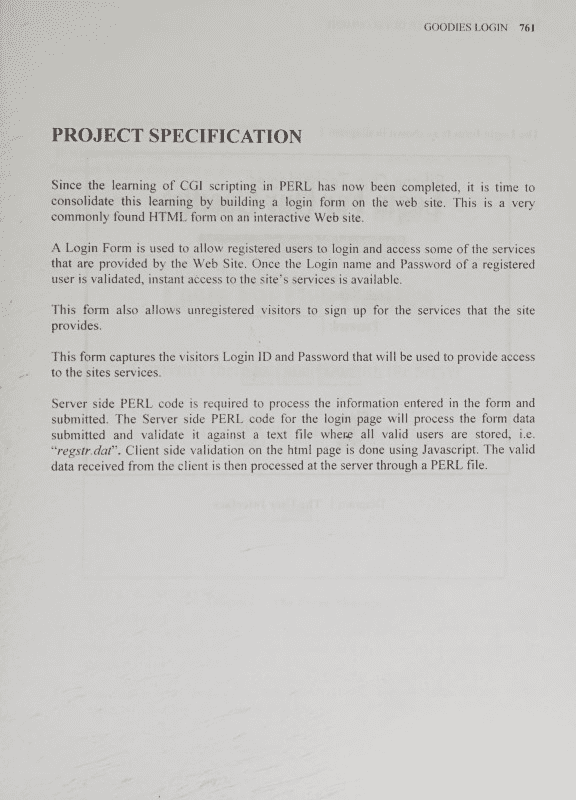 GOODIES LOGIN 761
PROJECT SPECIFICATION
Since the learning of CGI scripting in PERL has now been completed, it is time to
consolidate this learning by building a login form on the web site. This is a very
commonly found HTML form on an interactive Web site.
A Login Form is used to allow registered users to login and access some of the services
that are provided by the Web Site. Once the Login name and Password of a registered
user is validated, instant access to the site's services is available.
This form also allows unregistered visitors to sign up for the services that the site
provides.
This form captures the visitors Login ID and Password that will be used to provide access
to the sites services.
Server side PERL code is required to process the information entered in the form and
submitted. The Server side PERL code for the login page will process the form data
submitted and validate it against a text file where all valid users are stored, i.e.
"regstr.dat". Client side validation on the html page is done using Javascript. The valid
data received from the client is then processed at the server through a PERL file.